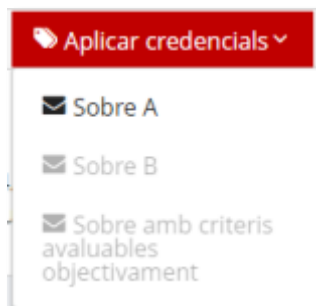 Aplicar credencials
Sobre A
Sobre B
Sobre amb criteris
avaluables
objectivament